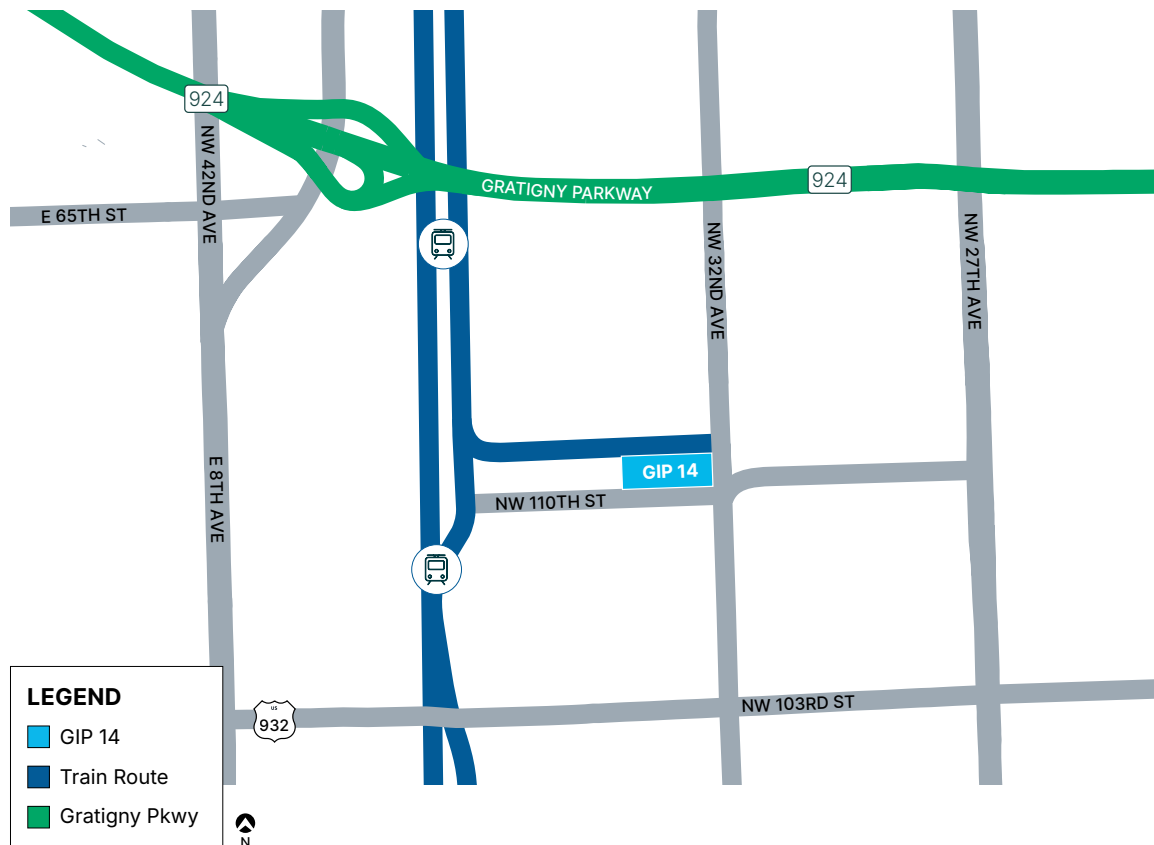 924
NW 42ND AVE
E 65TH ST
GRATIGNY PARKWAY
924
NW 32ND AVE
NW 27TH AVE
GIP 14
NW 110TH ST
E 8TH AVE
NW 103RD ST
US
932
LEGEND
GIP 14
Train Route
Gratigny Pkwy
N